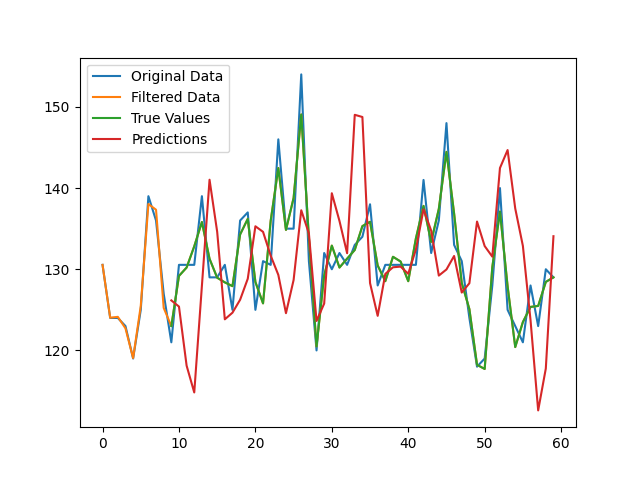 Original Data
Filtered Data
True Values
Predictions
150
140
130
120
0 10 20 30 40 50 60